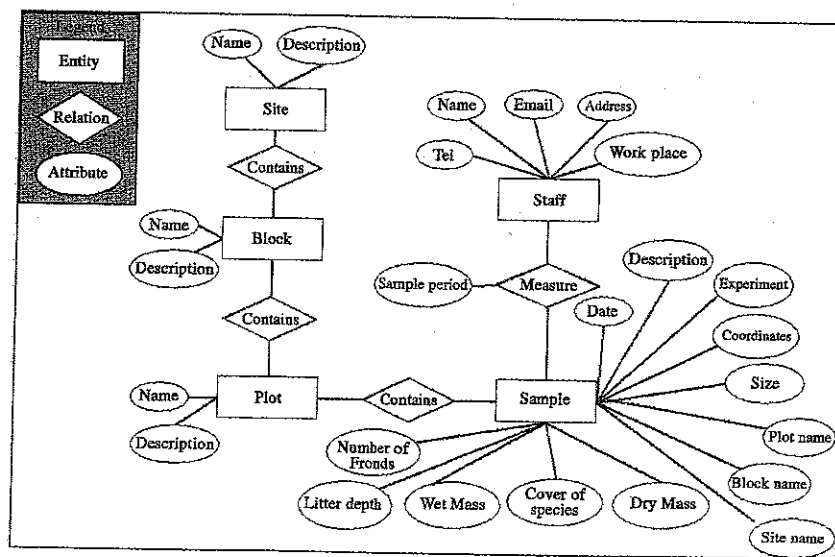 Legend
Entity
Relation
Attribute
Name
Description
Site
Contains
Name
Block
Description
Contains
Name
Plot
Description
Contains
Name
Email
Address
Tel
Work place
Staff
Sample period
Measure
Description
Date
Experiment
Coordinates
Size
Sample
Plot name
Block name
Site name
Number of
Fronds
Litter depth
Wet Mass
Cover of
species
Dry Mass